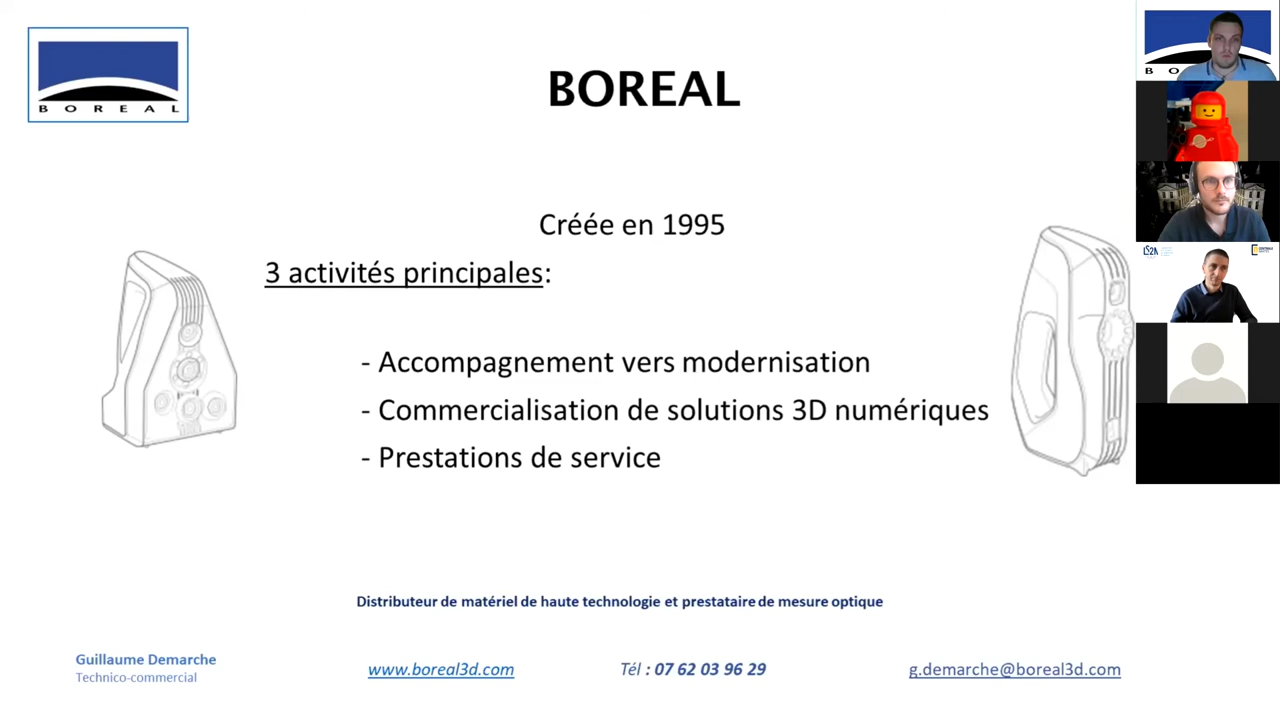 BOREAL
BOREAL
Créée en 1995
3 activités principales:
- Accompagnement vers modernisation
- Commercialisation de solutions 3D numériques
- Prestations de service
Distributeur de matériel de haute technologie et prestataire de mesure optique
Guillaume Demarche
Technico-commercial
www.boreal3d.com
Tél : 07 62 03 96 29
g.demarche@boreal3d.com
B O
LS2N